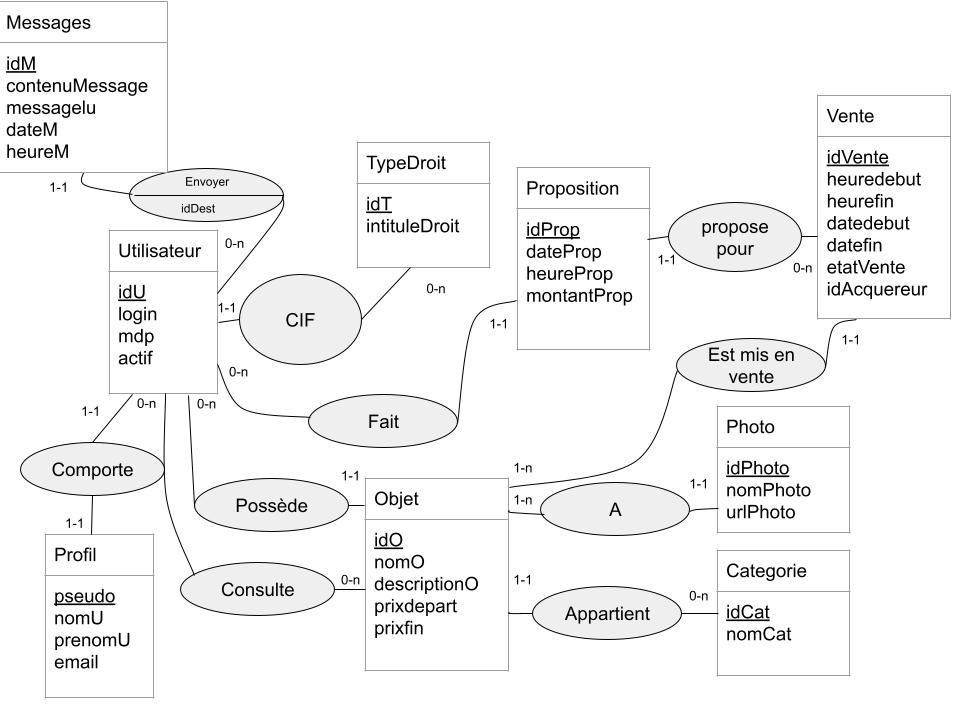 Messages
idM
contenuMessage
messagelu
dateM
heureM
1-1
Envoyer
idDest
0-n
Utilisateur
idU
login
mdp
actif
1-1
CIF
0-n
TypeDroit
idT
intituleDroit
Proposition
idProp
dateProp
heureProp
montantProp
1-1
propose
pour
0-n
Vente
idVente
heuredebut
heurefin
datedebut
datefin
etatVente
idAcquereur
1-1
Est mis en
vente
1-n
0-n
Fait
1-1
1-1
Comporte
1-1
Profil
pseudo
nomU
prenomU
email
0-n
Consulte
0-n
0-n
Possède
1-1
Objet
idO
nomO
descriptionO
prixdepart
prixfin
1-n
A
1-1
Photo
idPhoto
nomPhoto
urlPhoto
1-1
Appartient
0-n
Categorie
idCat
nomCat